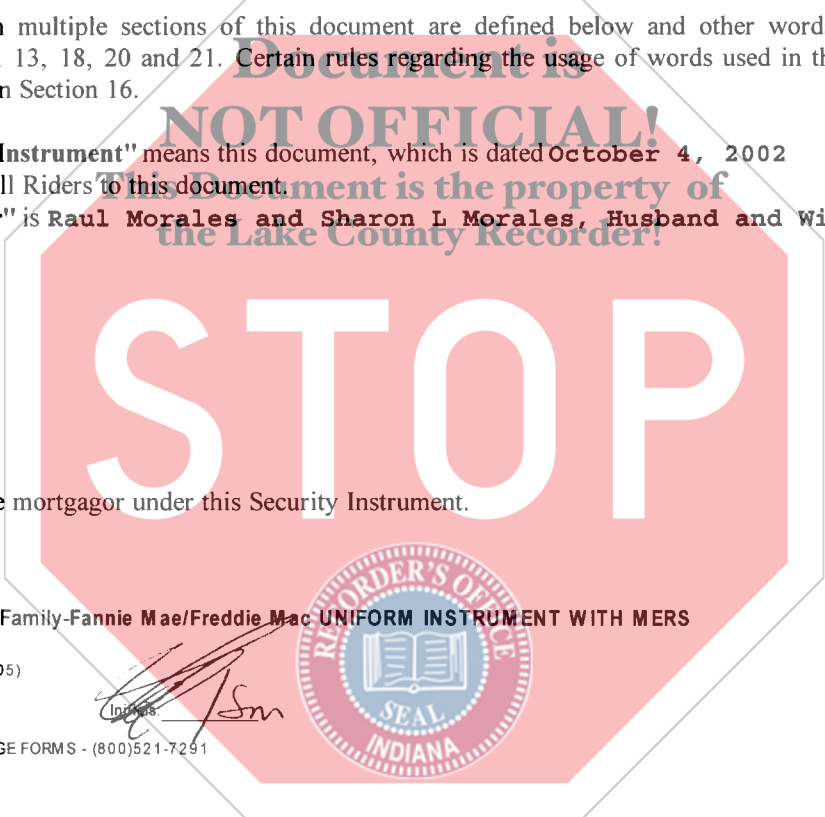 multiple sections of this document are defined below and other word
13, 18, 20 and 21. Certain rules regarding the usage of words used in th
n Section 16.
Document is
NOT OFFICIAL!
This Document is the property of
the Lake County Recorder!
Instrument" means this document, which is dated October 4, 2002
ll Riders to this document.
" is Raul Morales and Sharon L Morales, Husband and Wi
STOP
e mortgagor under this Security Instrument.
Family-Fannie Mae/Freddie Mac UNIFORM INSTRUMENT WITH MERS
05)
Initials: Sm
GE FORMS - (800)521-7291
RECORDER'S OFFICE
SEAL
INDIANA